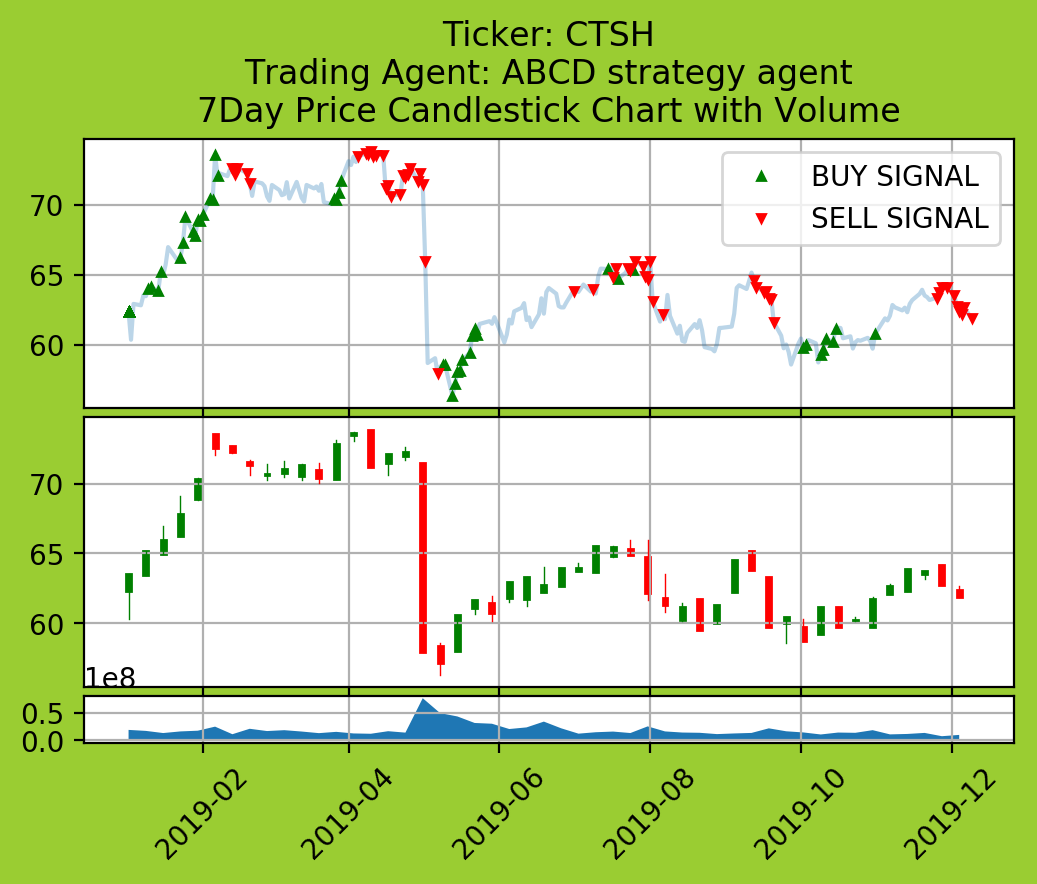 Ticker: CTSH
Trading Agent: ABCD strategy agent
7Day Price Candlestick Chart with Volume
BUY SIGNAL
SELL SIGNAL
70
65
60
70
65
60
1e8
0.5
0.0
2019-02
2019-04
2019-06
2019-08
2019-10
2019-12